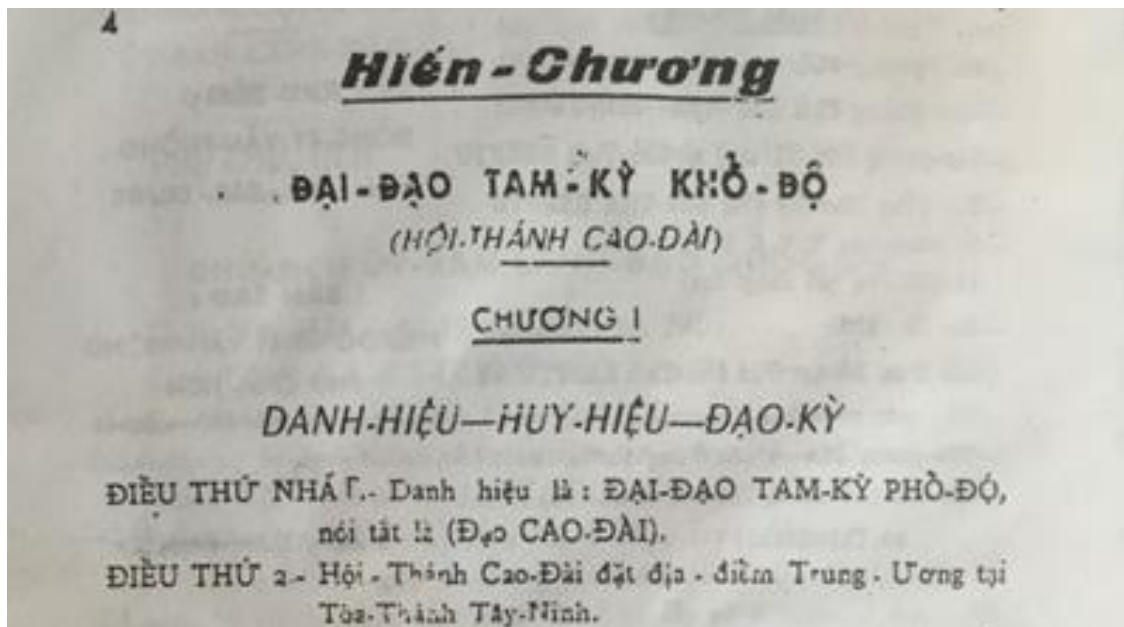 4
Hiến-Chương
ĐẠI-ĐẠO TAM-KỲ KHỔ-ĐỘ
(HỘI-THÁNH CAO-DÀI)
CHƯƠNG I
DANH-HIỆU—HUY-HIỆU—ĐẠO-KỲ
ĐIỀU THỨ NHẤT.- Danh hiệu là : ĐẠI-ĐẠO TAM-KỲ PHỔ-ĐỘ,
nói tắt là (Đạo CAO-ĐÀI).
ĐIỀU THỨ 2- Hội-Thánh Cao-Đài đặt địa-điểm Trung-Ương tại
Tòa-Thánh Tây-Ninh.